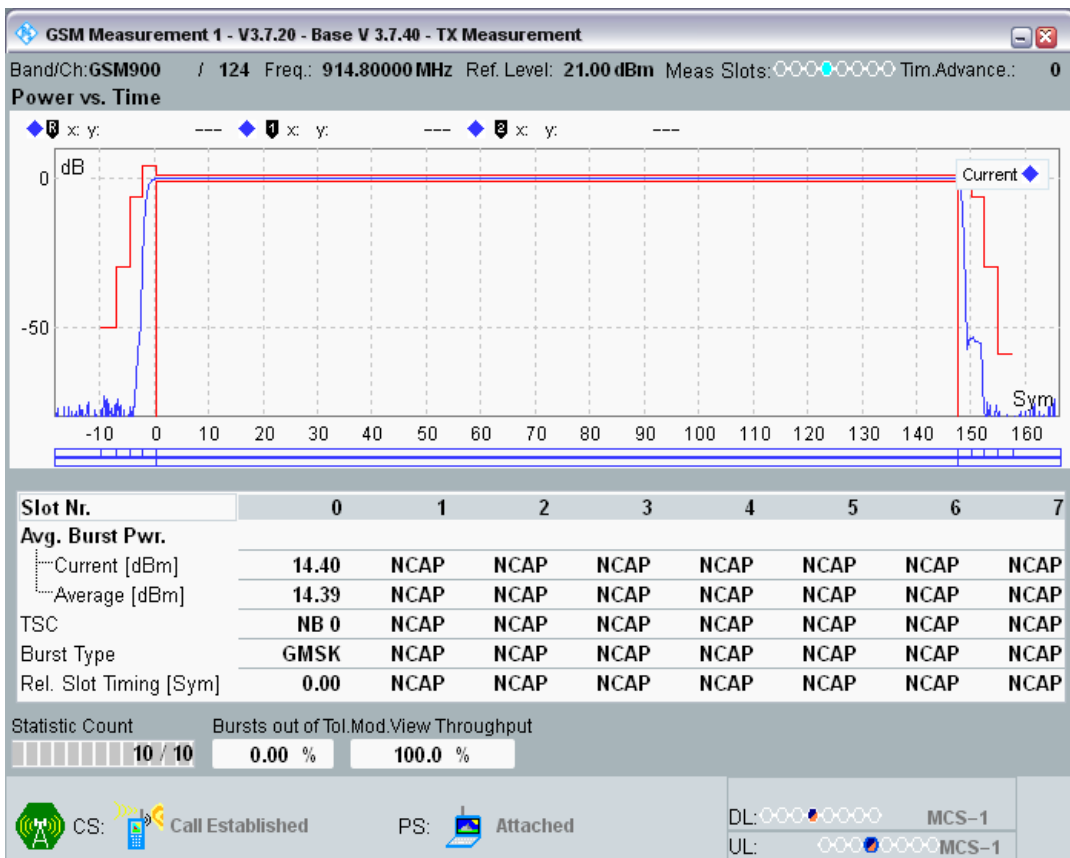 GSM Measurement 1 - V3.7.20 - Base V 3.7.40 - TX Measurement
Band/Ch:GSM900 / 124 Freq.: 914.80000 MHz Ref. Level: 21.00 dBm Meas Slots: Tim.Advance.: 0
Power vs. Time
R x: y: --- 1 x: y: --- 2 x: y: ---
dB
Current
0
-50
Sym
-10 0 10 20 30 40 50 60 70 80 90 100 110 120 130 140 150 160
Slot Nr. 0 1 2 3 4 5 6 7
Avg. Burst Pwr.
Current [dBm] 14.40 NCAP NCAP NCAP NCAP NCAP NCAP NCAP
Average [dBm] 14.39 NCAP NCAP NCAP NCAP NCAP NCAP NCAP
TSC NB 0 NCAP NCAP NCAP NCAP NCAP NCAP NCAP
Burst Type GMSK NCAP NCAP NCAP NCAP NCAP NCAP NCAP
Rel. Slot Timing [Sym] 0.00 NCAP NCAP NCAP NCAP NCAP NCAP NCAP
Statistic Count Bursts out of Tol.Mod.View Throughput
10 / 10 0.00 % 100.0 %
CS: Call Established PS: Attached
DL: MCS-1
UL: MCS-1